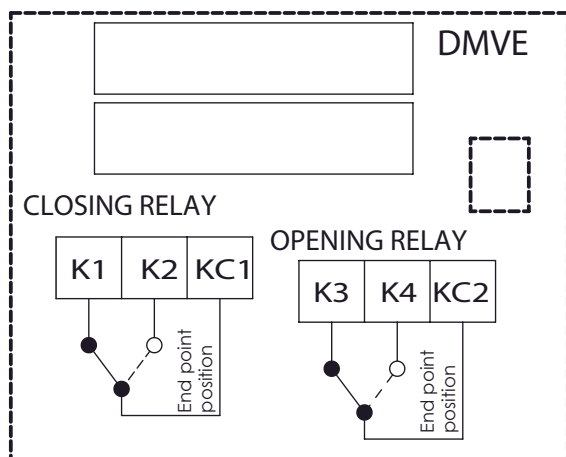 DMVE
CLOSING RELAY
K1 K2 KC1
End point
position
OPENING RELAY
K3 K4 KC2
End point
position